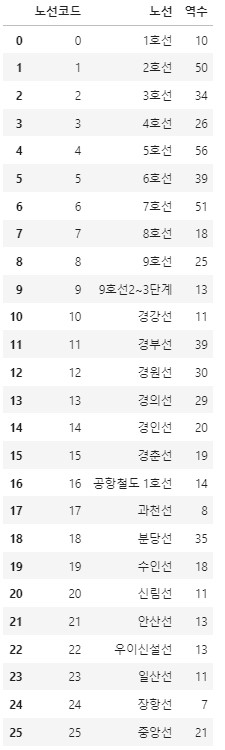 노선코드 노선 역수
0 0 1호선 10
1 1 2호선 50
2 2 3호선 34
3 3 4호선 26
4 4 5호선 56
5 5 6호선 39
6 6 7호선 51
7 7 8호선 18
8 8 9호선 25
9 9 9호선2~3단계 13
10 10 경강선 11
11 11 경부선 39
12 12 경원선 30
13 13 경의선 29
14 14 경인선 20
15 15 경춘선 19
16 16 공항철도 1호선 14
17 17 과천선 8
18 18 분당선 35
19 19 수인선 18
20 20 신림선 11
21 21 안산선 13
22 22 우이신설선 13
23 23 일산선 11
24 24 장항선 7
25 25 중앙선 21